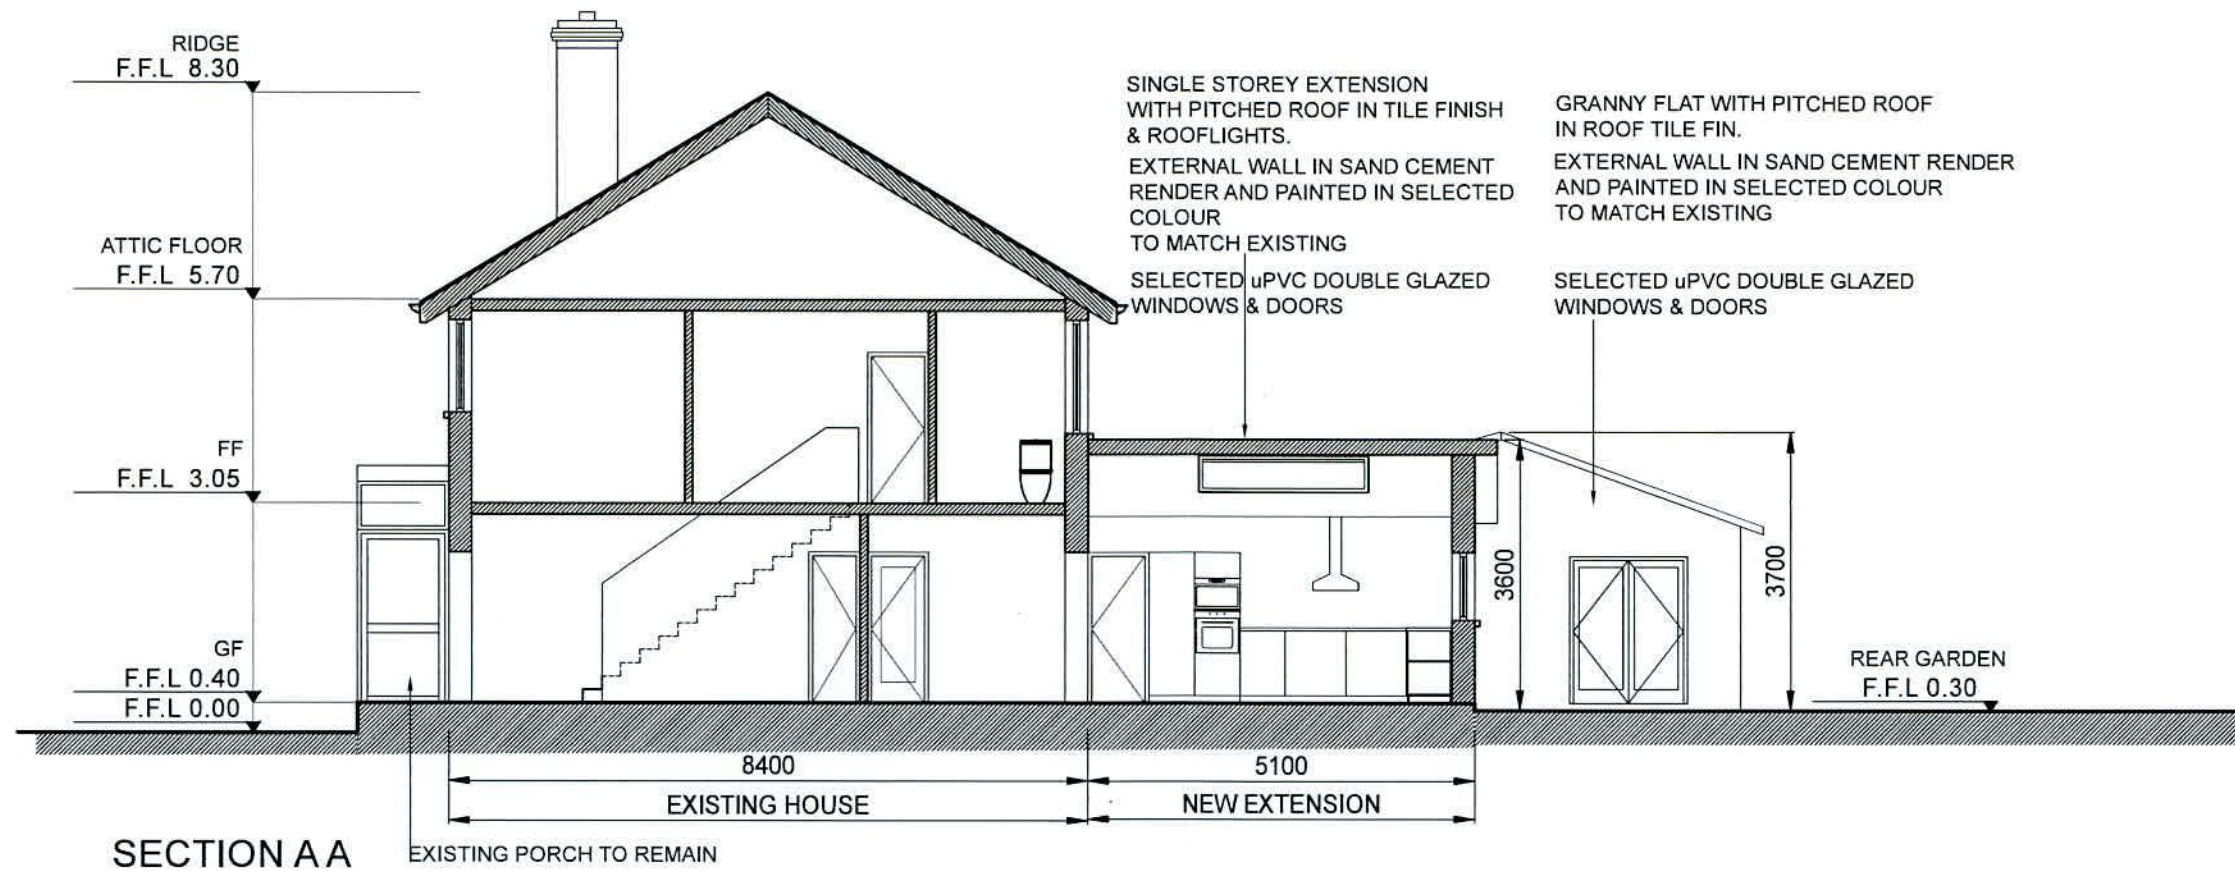 RIDGE
F.F.L 8.30
ATTIC FLOOR
F.F.L 5.70
FF
F.F.L 3.05
GF
F.F.L 0.40
F.F.L 0.00
SINGLE STOREY EXTENSION
WITH PITCHED ROOF IN TILE FINISH
& ROOFLIGHTS.
EXTERNAL WALL IN SAND CEMENT
RENDER AND PAINTED IN SELECTED
COLOUR
TO MATCH EXISTING
SELECTED uPVC DOUBLE GLAZED
WINDOWS & DOORS
GRANNY FLAT WITH PITCHED ROOF
IN ROOF TILE FIN.
EXTERNAL WALL IN SAND CEMENT RENDER
AND PAINTED IN SELECTED COLOUR
TO MATCH EXISTING
SELECTED uPVC DOUBLE GLAZED
WINDOWS & DOORS
3600
3700
REAR GARDEN
F.F.L 0.30
8400
5100
EXISTING HOUSE
NEW EXTENSION
SECTION A A
EXISTING PORCH TO REMAIN